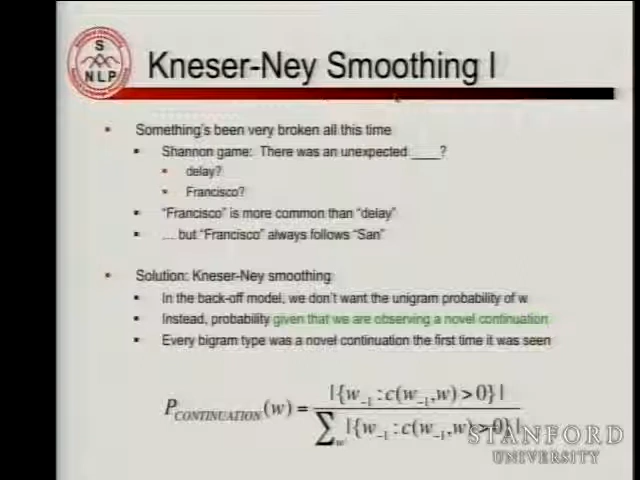 S
NLP
Kneser-Ney Smoothing I
Something's been very broken all this time
Shannon game: There was an unexpected ____?
delay?
Francisco?
"Francisco" is more common than "delay"
… but "Francisco" always follows "San"
Solution: Kneser-Ney smoothing
In the back-off model, we don't want the unigram probability of w
Instead, probability given that we are observing a novel continuation
Every bigram type was a novel continuation the first time it was seen
P_CONTINUATION(w) = |{w_−1 : c(w_−1, w) > 0}| / ∑_w |{w_−1 : c(w_−1, w) > 0}|
STANFORD
UNIVERSITY